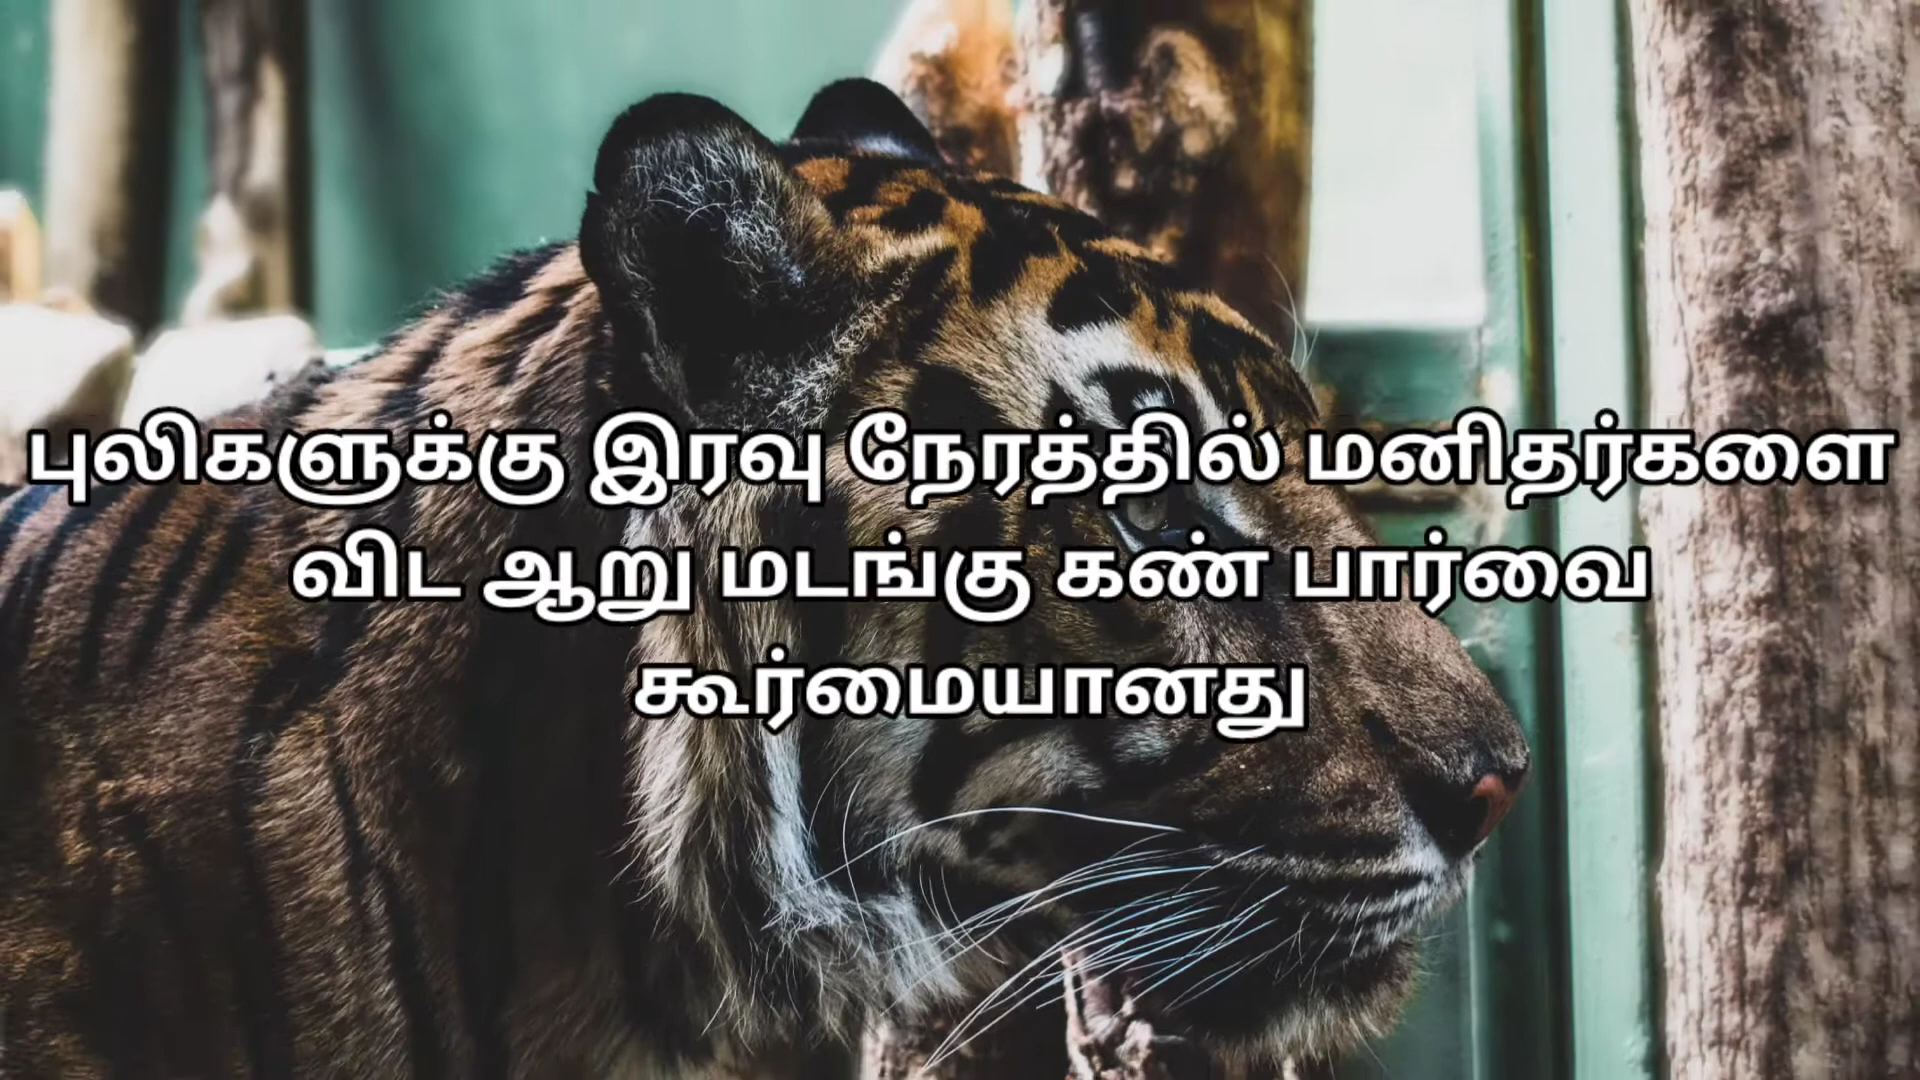 புலிகளுக்கு இரவு நேரத்தில் மனிதர்களை
விட ஆறு மடங்கு கண் பார்வை
கூர்மையானது